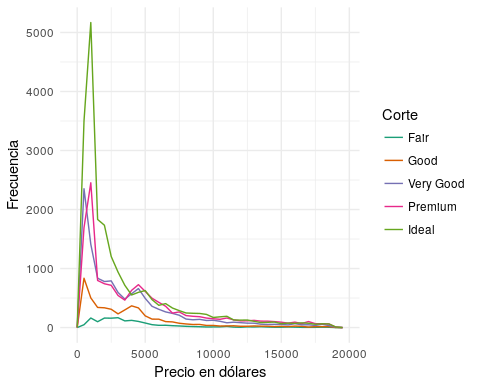 5000
4000
3000
2000
1000
0
Frecuencia
0
5000
10000
15000
20000
Precio en dólares
Corte
Fair
Good
Very Good
Premium
Ideal